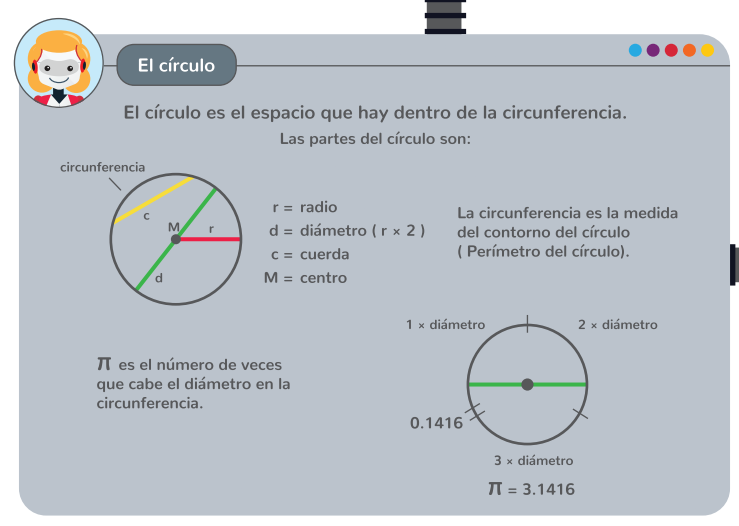 El círculo
El círculo es el espacio que hay dentro de la circunferencia.
Las partes del círculo son:
circunferencia
c
M
r
d
r = radio
d = diámetro ( r × 2 )
c = cuerda
M = centro
La circunferencia es la medida
del contorno del círculo
( Perímetro del círculo).
π es el número de veces
que cabe el diámetro en la
circunferencia.
1 × diámetro
2 × diámetro
0.1416
3 × diámetro
π = 3.1416